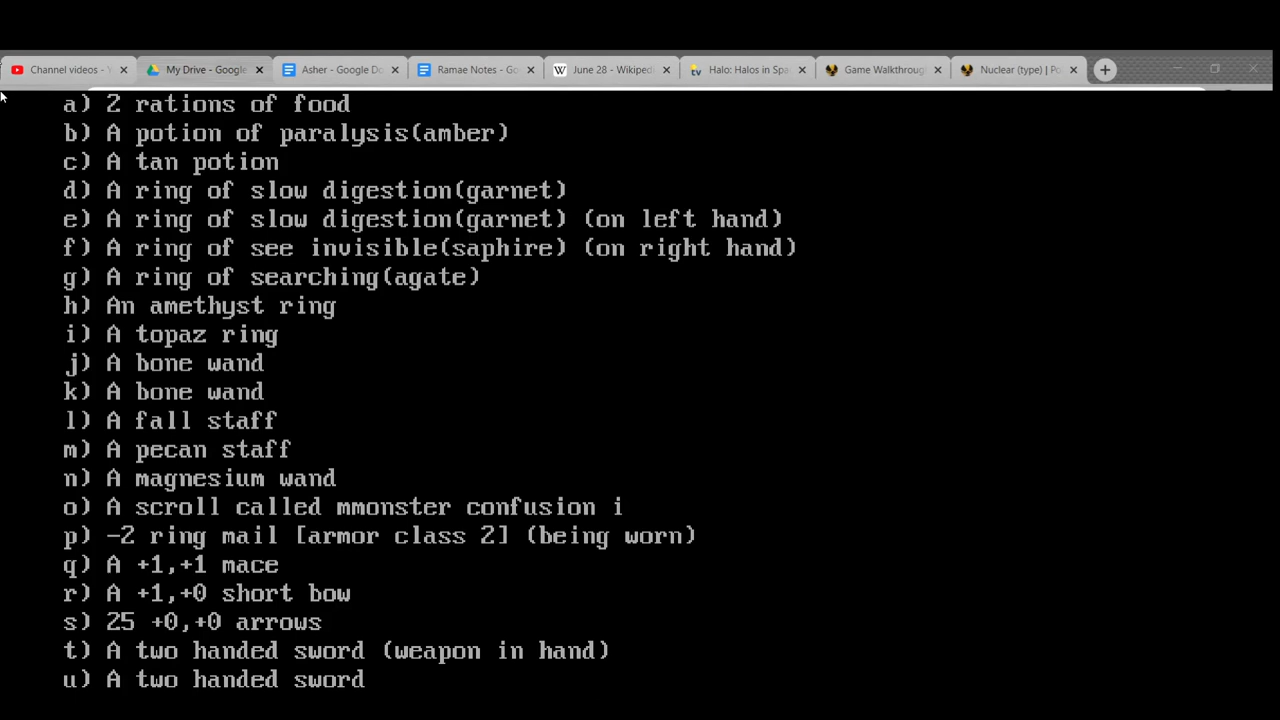 Channel videos - Y
My Drive - Google
Asher - Google Do
Ramae Notes - Go
June 28 - Wikiped
Halo: Halos in Spa
Game Walkthroug
Nuclear (type) | Po
a) 2 rations of food
b) A potion of paralysis(amber)
c) A tan potion
d) A ring of slow digestion(garnet)
e) A ring of slow digestion(garnet) (on left hand)
f) A ring of see invisible(saphire) (on right hand)
g) A ring of searching(agate)
h) An amethyst ring
i) A topaz ring
j) A bone wand
k) A bone wand
l) A fall staff
m) A pecan staff
n) A magnesium wand
o) A scroll called mmonster confusion i
p) -2 ring mail [armor class 2] (being worn)
q) A +1,+1 mace
r) A +1,+0 short bow
s) 25 +0,+0 arrows
t) A two handed sword (weapon in hand)
u) A two handed sword